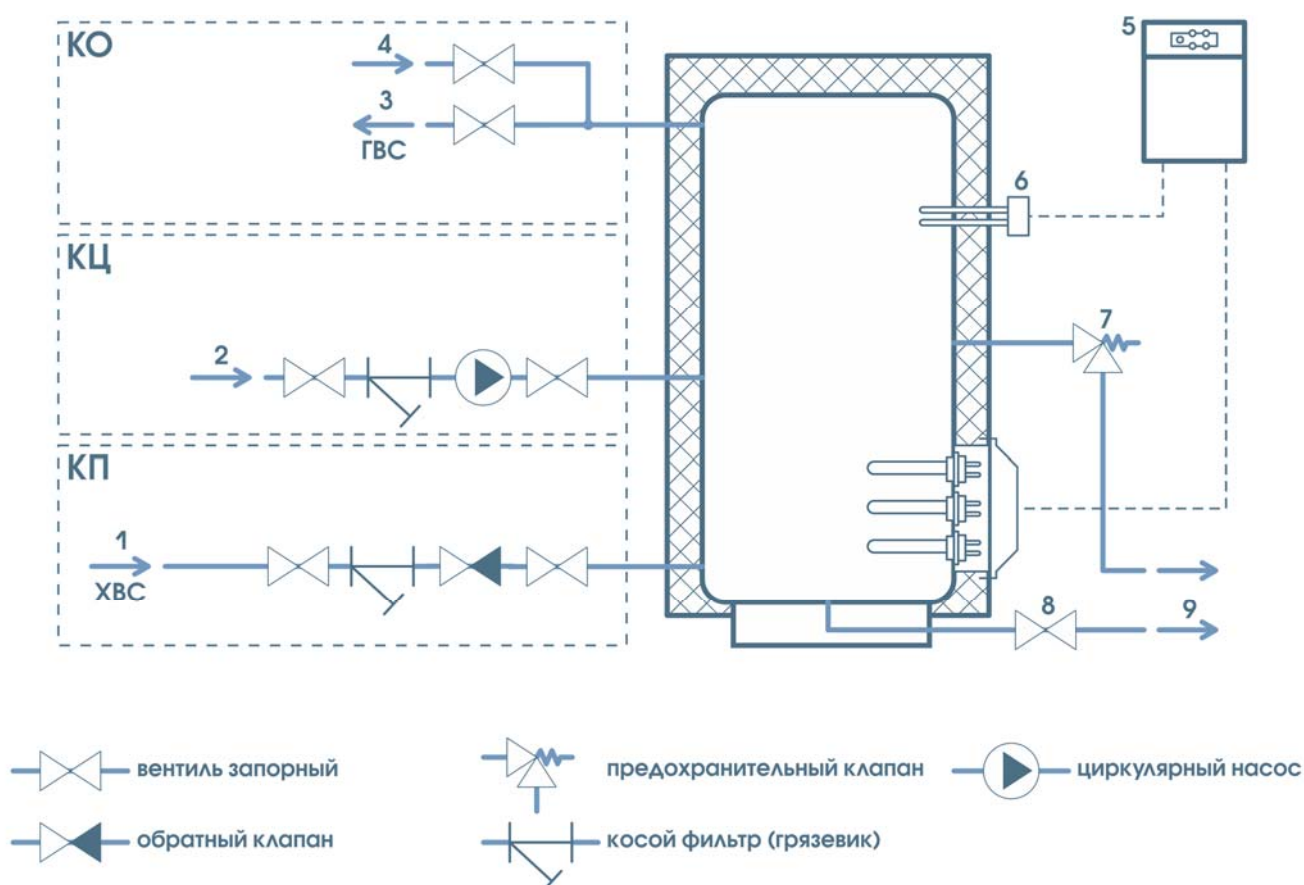 КО
4
3
ГВС
5
6
КЦ
2
7
КП
1
ХВС
8
9
вентиль запорный
предохранительный клапан
циркулярный насос
обратный клапан
косой фильтр (грязевик)